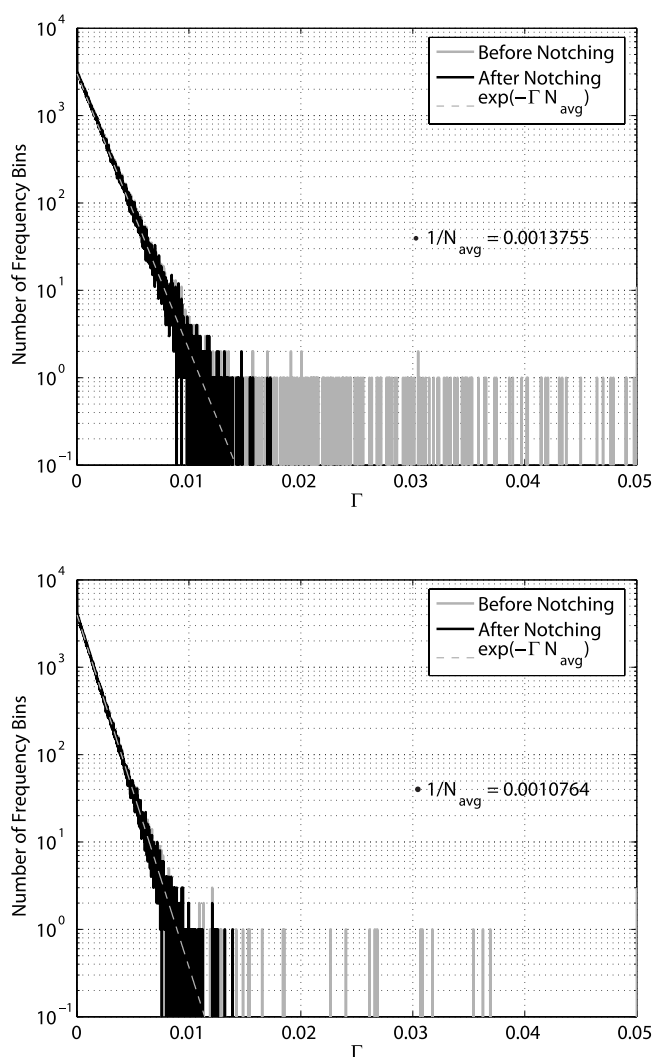 10^4
10^3
10^2
10^1
10^0
10^−1
Number of Frequency Bins
Before Notching
After Notching
exp(-Γ N_avg)
• 1/N_avg = 0.0013755
0 0.01 0.02 0.03 0.04 0.05
Γ
10^4
10^3
10^2
10^1
10^0
10^−1
Number of Frequency Bins
Before Notching
After Notching
exp(-Γ N_avg)
• 1/N_avg = 0.0010764
0 0.01 0.02 0.03 0.04 0.05
Γ